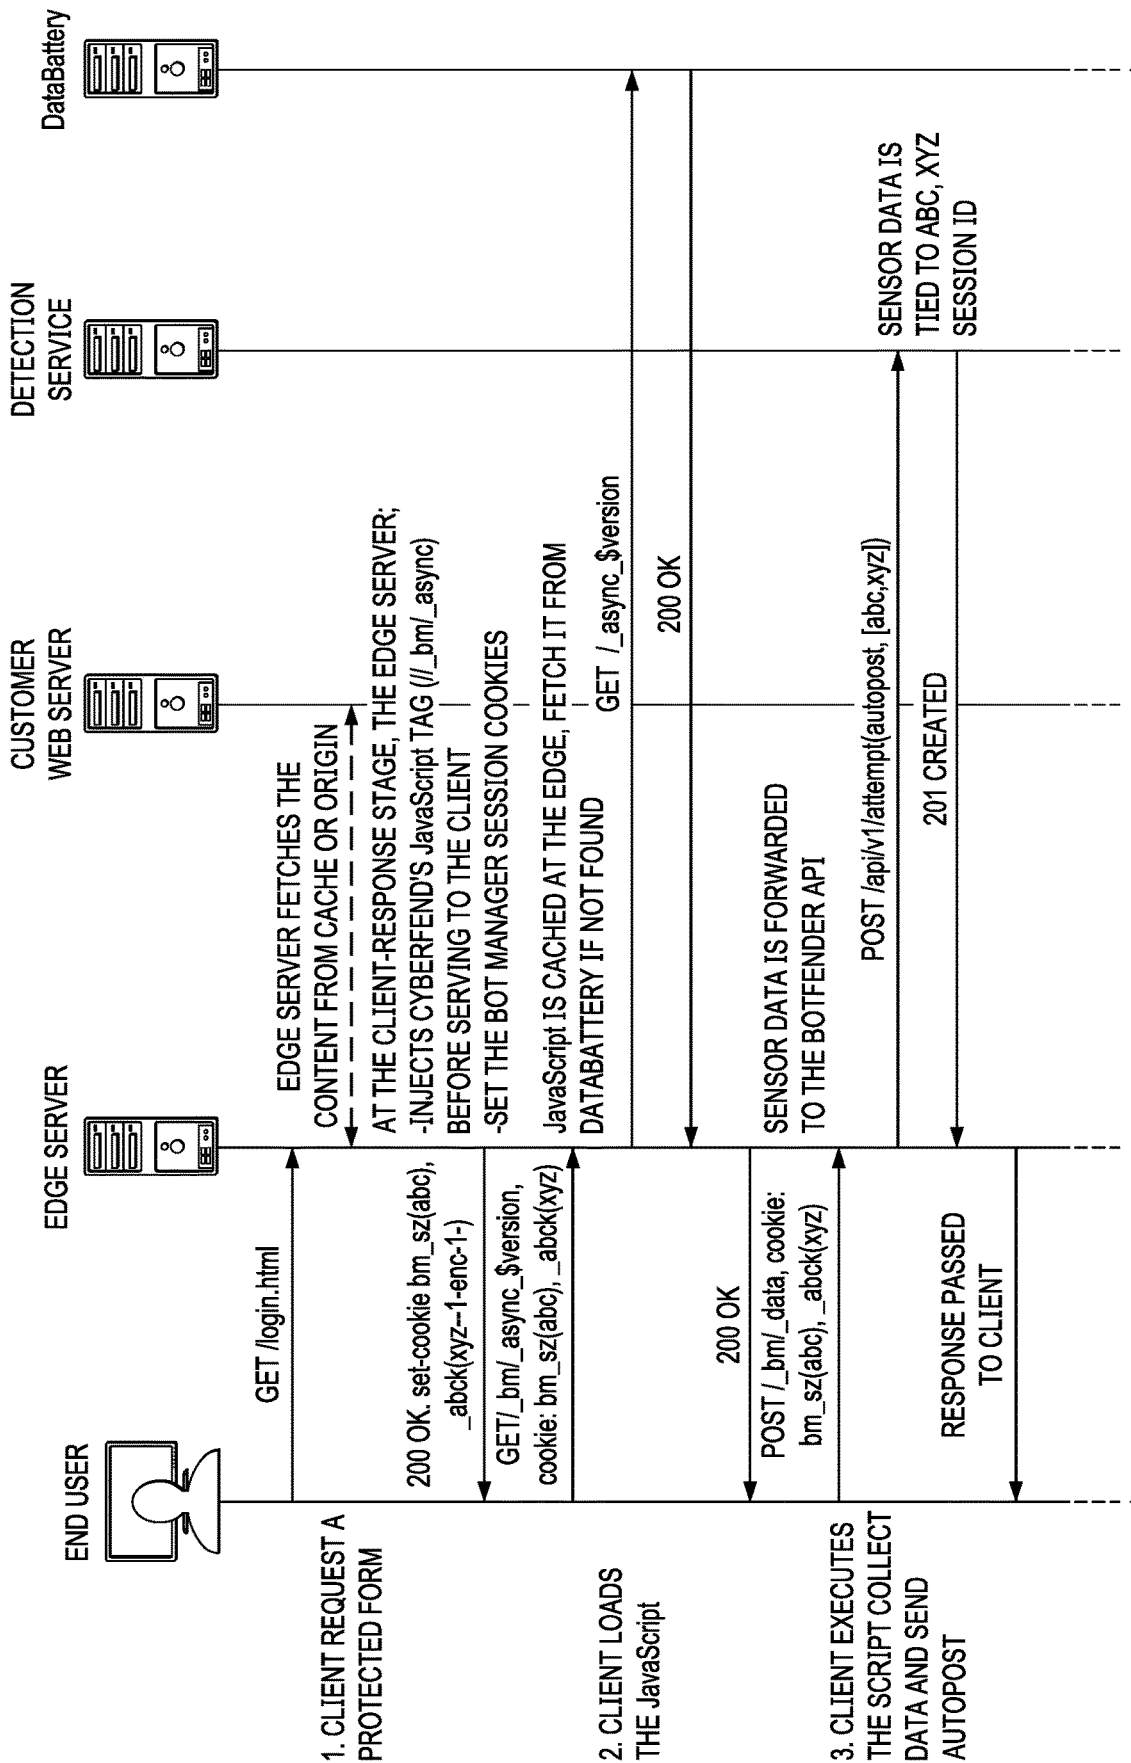 END USER
EDGE SERVER
CUSTOMER
WEB SERVER
DETECTION
SERVICE
DataBattery
1. CLIENT REQUEST A
PROTECTED FORM
GET /login.html
EDGE SERVER FETCHES THE
CONTENT FROM CACHE OR ORIGIN
AT THE CLIENT-RESPONSE STAGE, THE EDGE SERVER;
-INJECTS CYBERFEND'S JavaScript TAG (//_bm/_async)
BEFORE SERVING TO THE CLIENT
-SET THE BOT MANAGER SESSION COOKIES
200 OK. set-cookie bm_sz(abc),
_abck(xyz--1-enc-1-)
2. CLIENT LOADS
THE JavaScript
GET/_bm/_async_$version,
cookie: bm_sz(abc), _abck(xyz)
JavaScript IS CACHED AT THE EDGE, FETCH IT FROM
DATABATTERY IF NOT FOUND
GET /_async_$version
200 OK
200 OK
3. CLIENT EXECUTES
THE SCRIPT COLLECT
DATA AND SEND
AUTOPOST
POST /_bm/_data, cookie:
bm_sz(abc), _abck(xyz)
SENSOR DATA IS FORWARDED
TO THE BOTFENDER API
POST /api/v1/attempt(autopost, [abc,xyz])
SENSOR DATA IS
TIED TO ABC, XYZ
SESSION ID
201 CREATED
RESPONSE PASSED
TO CLIENT